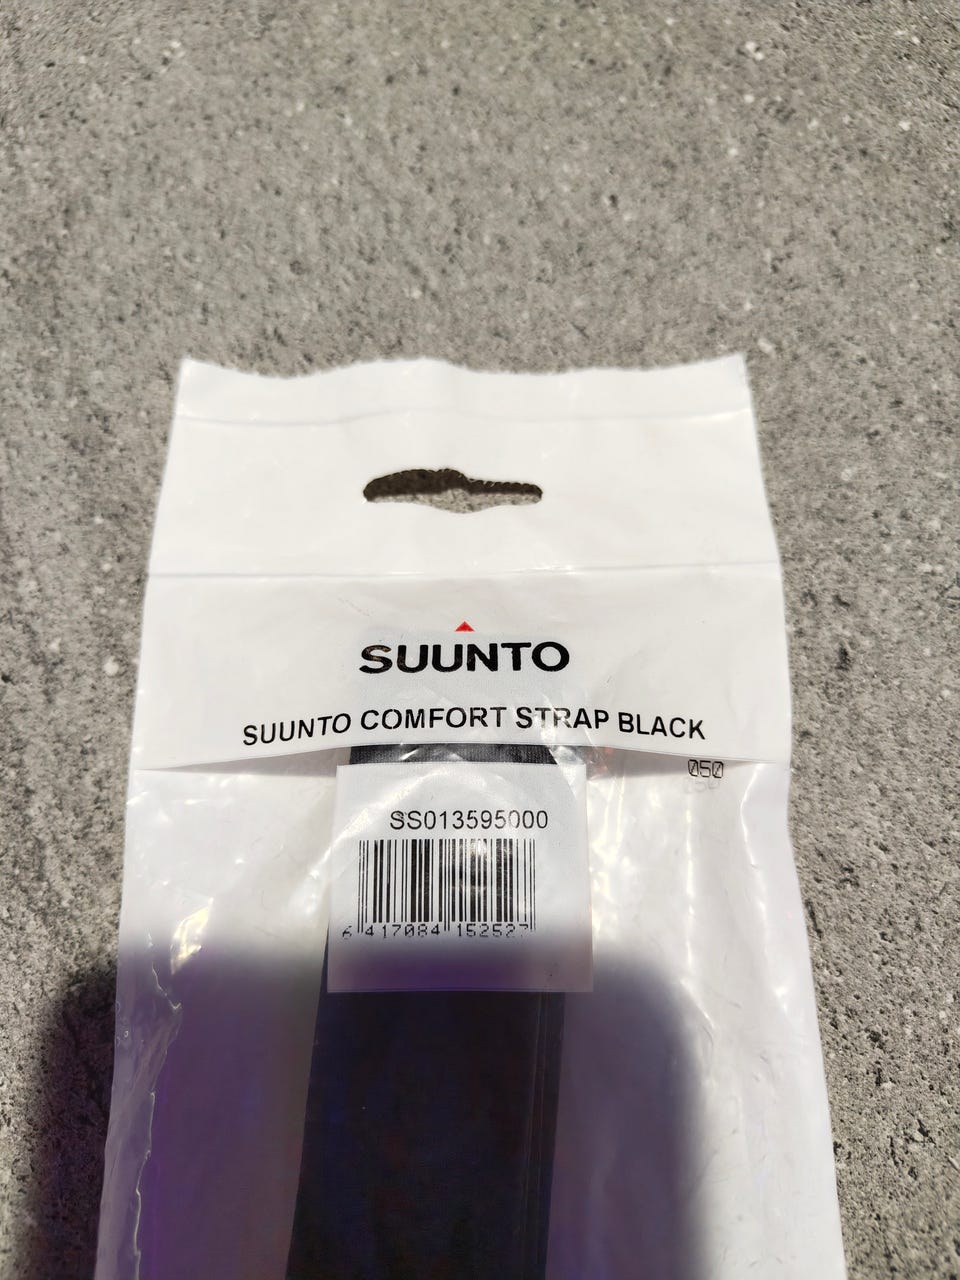 SUUNTO
SUUNTO COMFORT STRAP BLACK
050
SS013595000
6 417084 152527